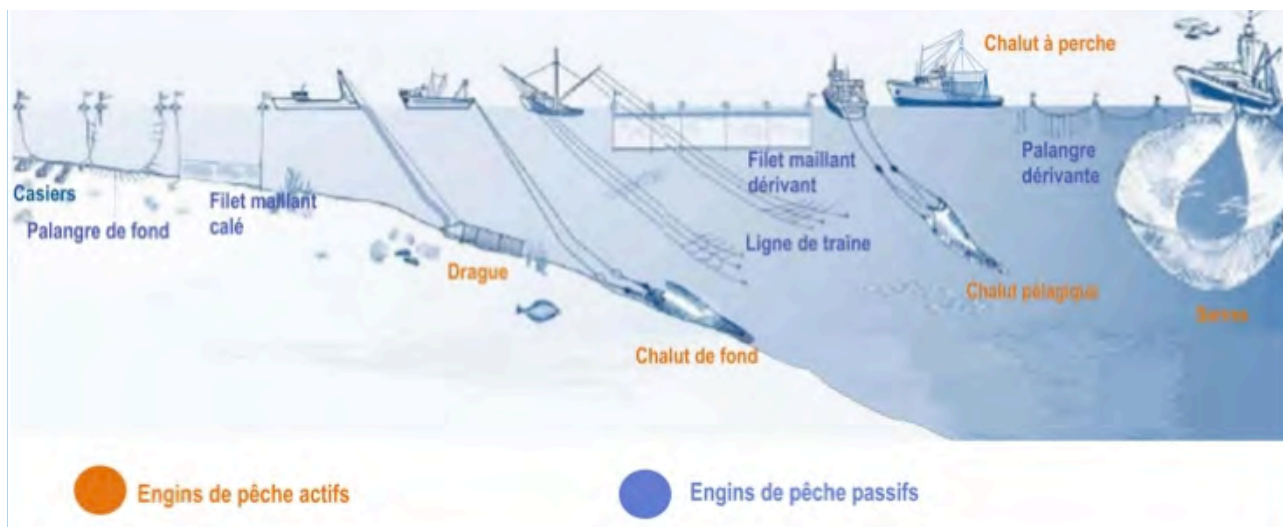 Chalut à perche
Casiers
Palangre de fond
Filet maillant
calé
Drague
Chalut de fond
Filet maillant
dérivant
Ligne de traîne
Chalut pélagique
Palangre
dérivante
Engins de pêche actifs
Engins de pêche passifs